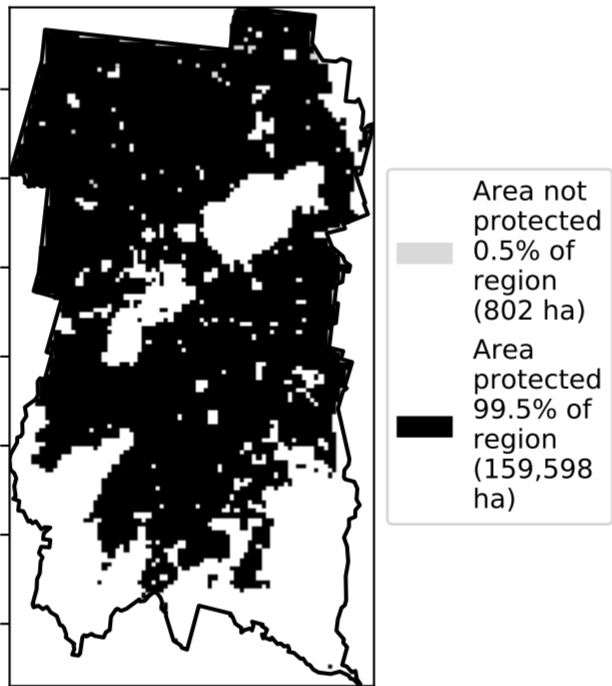 Area not
protected
0.5% of
region
(802 ha)
Area
protected
99.5% of
region
(159,598
ha)